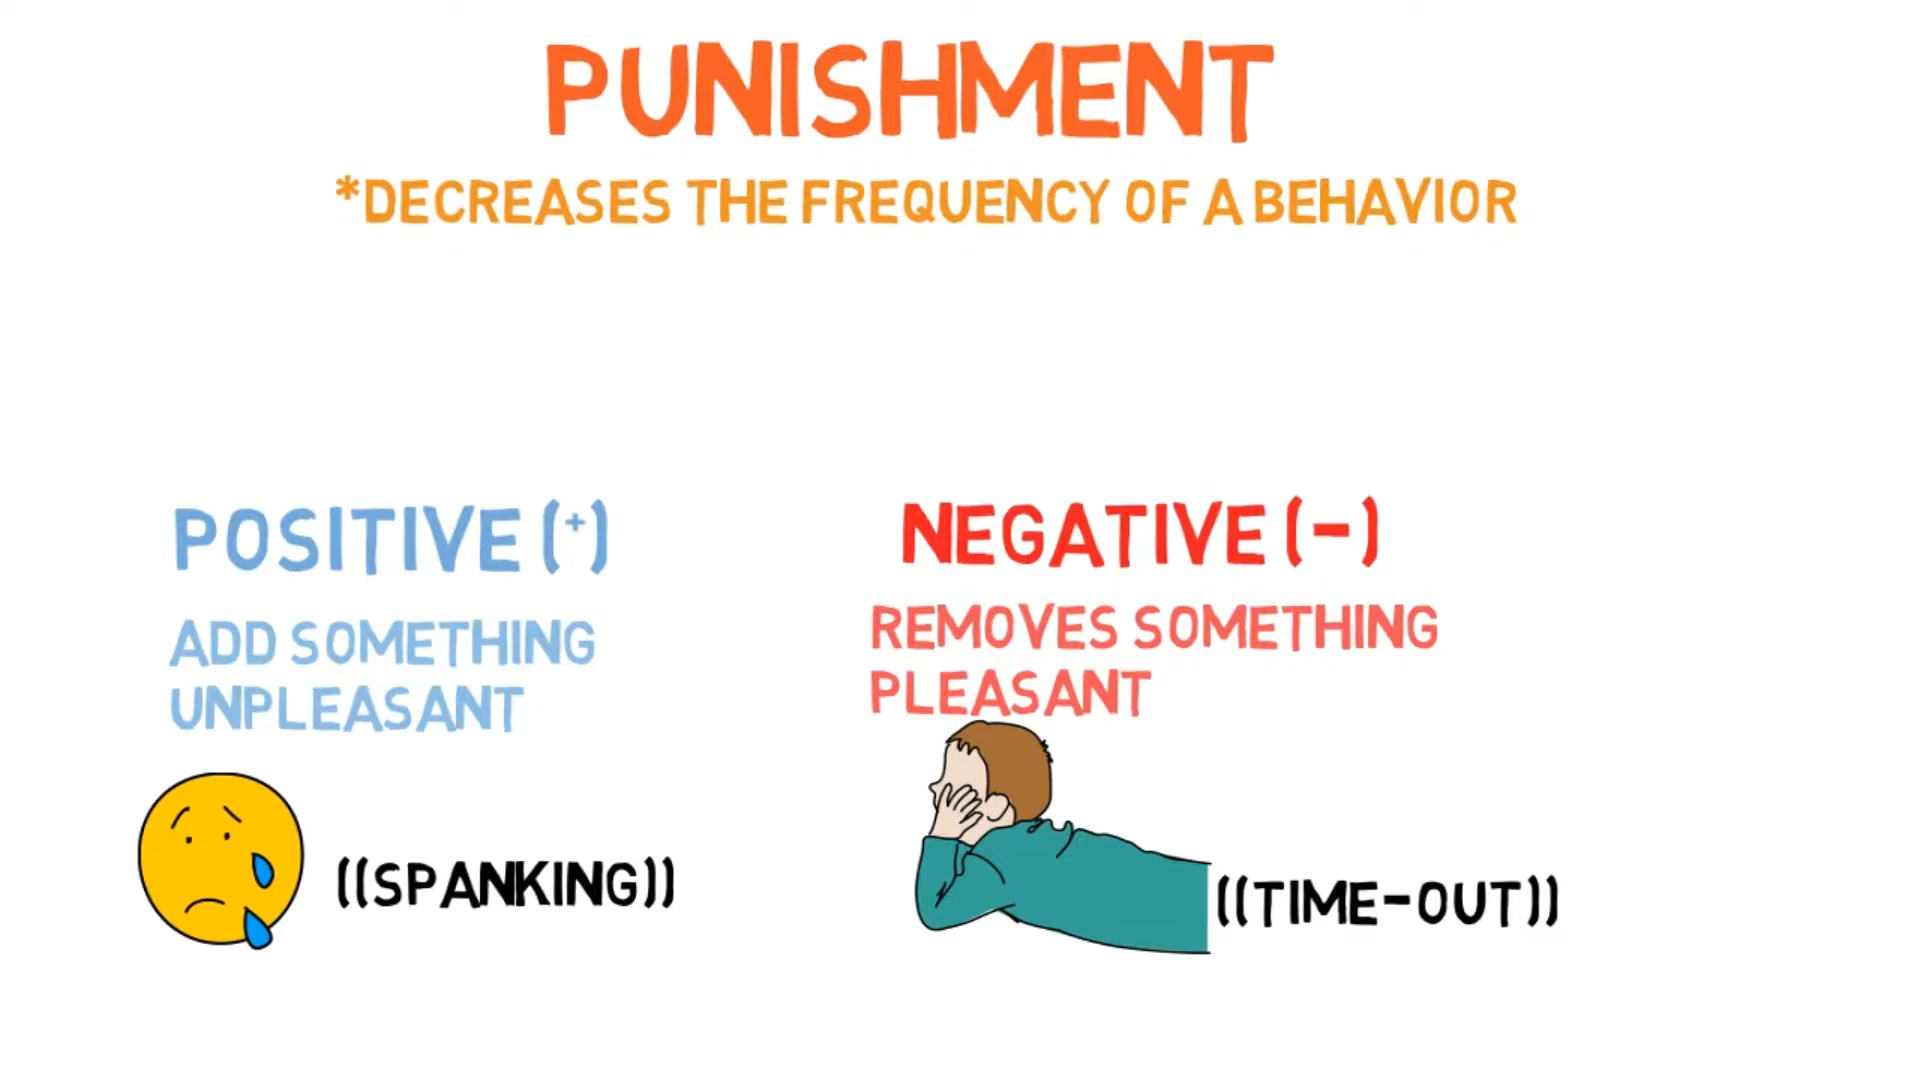 PUNISHMENT
*DECREASES THE FREQUENCY OF A BEHAVIOR
POSITIVE (+)
ADD SOMETHING
UNPLEASANT
((SPANKING))
NEGATIVE (-)
REMOVES SOMETHING
PLEASANT
((TIME-OUT))